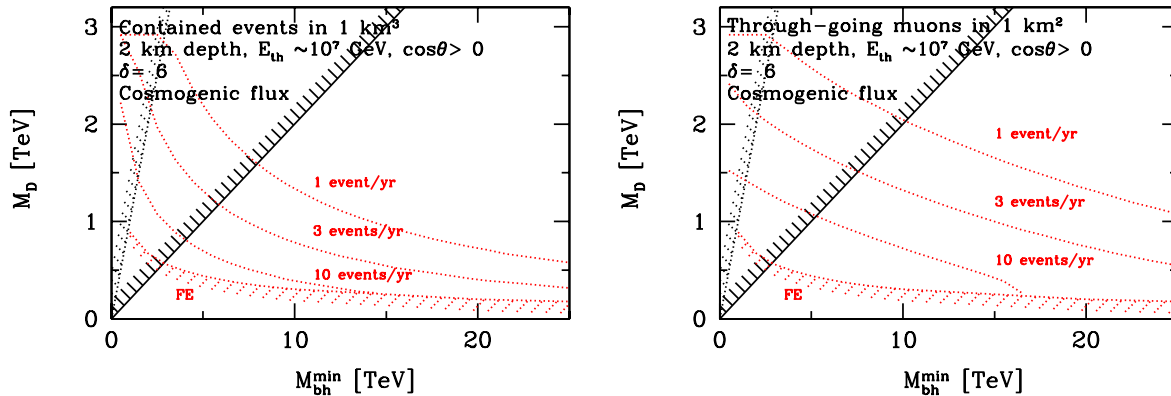 Contained events in 1 km³
2 km depth, E_th ~10⁷ GeV, cosθ> 0
δ= 6
Cosmogenic flux
1 event/yr
3 events/yr
10 events/yr
FE
3
2
1
0
M_D [TeV]
0
10
20
M_bh^min [TeV]
Through-going muons in 1 km²
2 km depth, E_th ~10⁷ GeV, cosθ> 0
δ= 6
Cosmogenic flux
1 event/yr
3 events/yr
10 events/yr
FE
3
2
1
0
M_D [TeV]
0
10
20
M_bh^min [TeV]